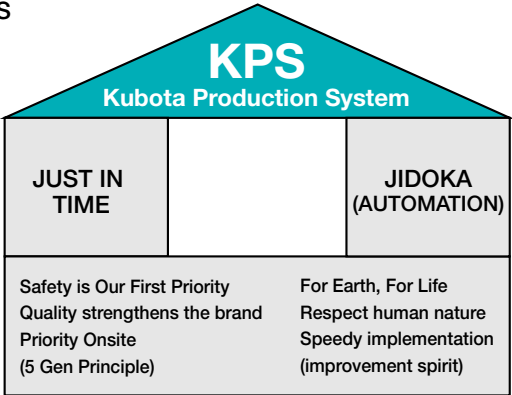 s
KPS
Kubota Production System
JUST IN
TIME
JIDOKA
(AUTOMATION)
Safety is Our First Priority
Quality strengthens the brand
Priority Onsite
(5 Gen Principle)
For Earth, For Life
Respect human nature
Speedy implementation
(improvement spirit)